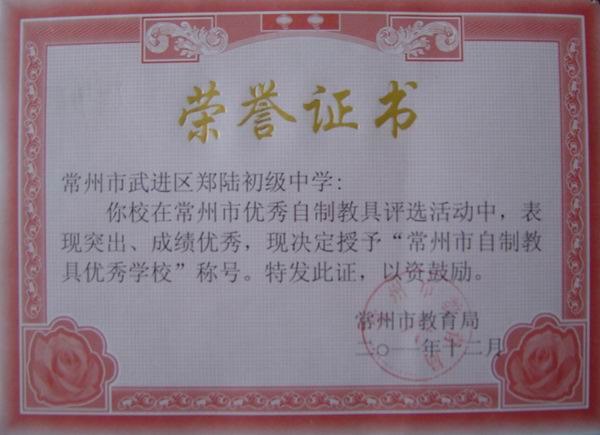 荣誉证书
常州市武进区郑陆初级中学:
你校在常州市优秀自制教具评选活动中，表
现突出、成绩优秀，现决定授予“常州市自制教
具优秀学校”称号。特发此证，以资鼓励。
常州市教育局
二〇一一年十二月